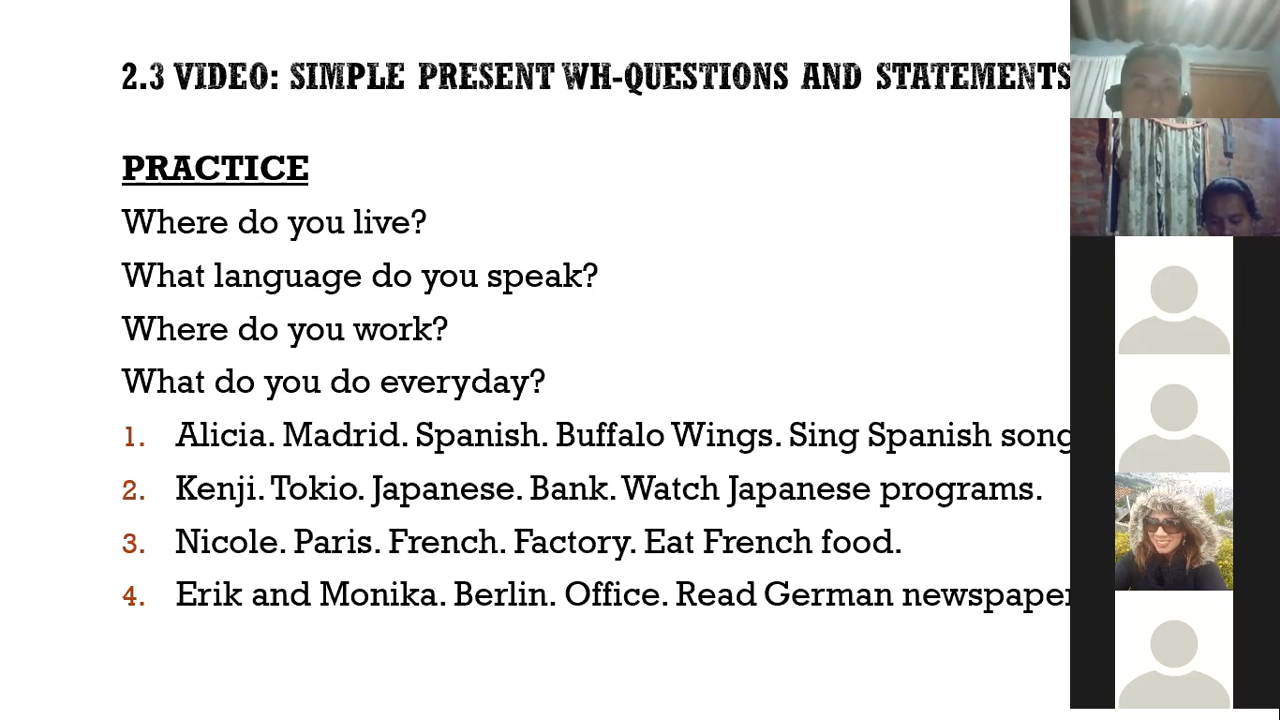 2.3 VIDEO: SIMPLE PRESENT WH-QUESTIONS AND STATEMENTS
PRACTICE
Where do you live?
What language do you speak?
Where do you work?
What do you do everyday?
1. Alicia. Madrid. Spanish. Buffalo Wings. Sing Spanish
2. Kenji. Tokio. Japanese. Bank. Watch Japanese programs.
3. Nicole. Paris. French. Factory. Eat French food.
4. Erik and Monika. Berlin. Office. Read German